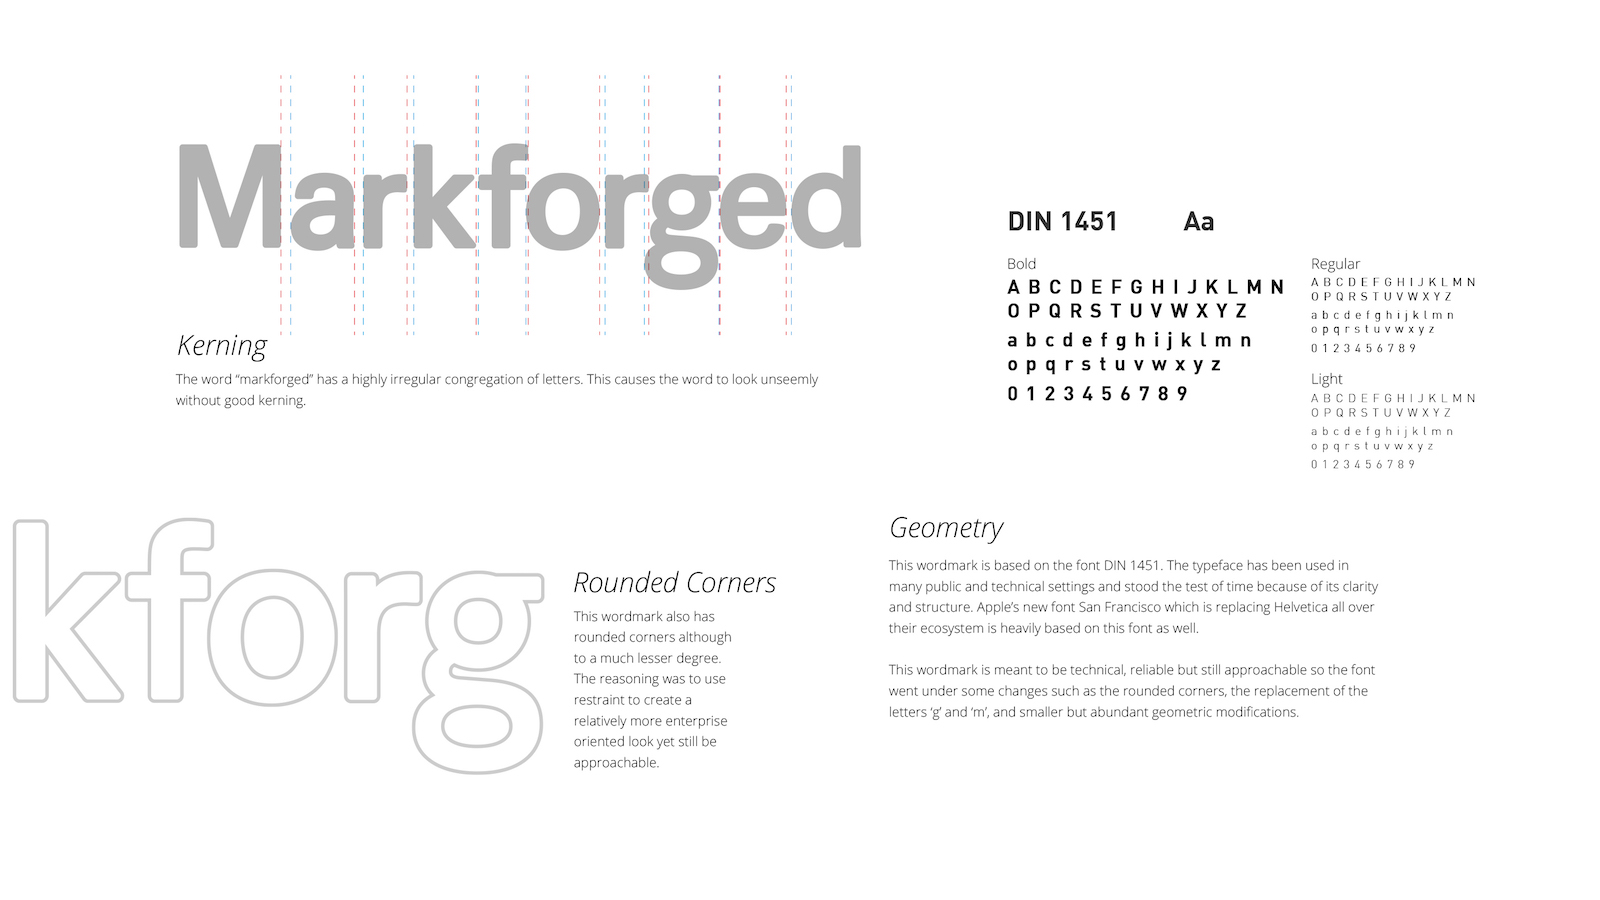 Markforged
Kerning
The word “markforged” has a highly irregular congregation of letters. This causes the word to look unseemly
without good kerning.
DIN 1451 Aa
Bold
A B C D E F G H I J K L M N
O P Q R S T U V W X Y Z
a b c d e f g h i j k l m n
o p q r s t u v w x y z
0 1 2 3 4 5 6 7 8 9
Regular
A B C D E F G H I J K L M N
O P Q R S T U V W X Y Z
a b c d e f g h i j k l m n
o p q r s t u v w x y z
0 1 2 3 4 5 6 7 8 9
Light
A B C D E F G H I J K L M N
O P Q R S T U V W X Y Z
a b c d e f g h i j k l m n
o p q r s t u v w x y z
0 1 2 3 4 5 6 7 8 9
kforg
Rounded Corners
This wordmark also has
rounded corners although
to a much lesser degree.
The reasoning was to use
restraint to create a
relatively more enterprise
oriented look yet still be
approachable.
Geometry
This wordmark is based on the font DIN 1451. The typeface has been used in
many public and technical settings and stood the test of time because of its clarity
and structure. Apple’s new font San Francisco which is replacing Helvetica all over
their ecosystem is heavily based on this font as well.
This wordmark is meant to be technical, reliable but still approachable so the font
went under some changes such as the rounded corners, the replacement of the
letters ‘g’ and ‘m’, and smaller but abundant geometric modifications.